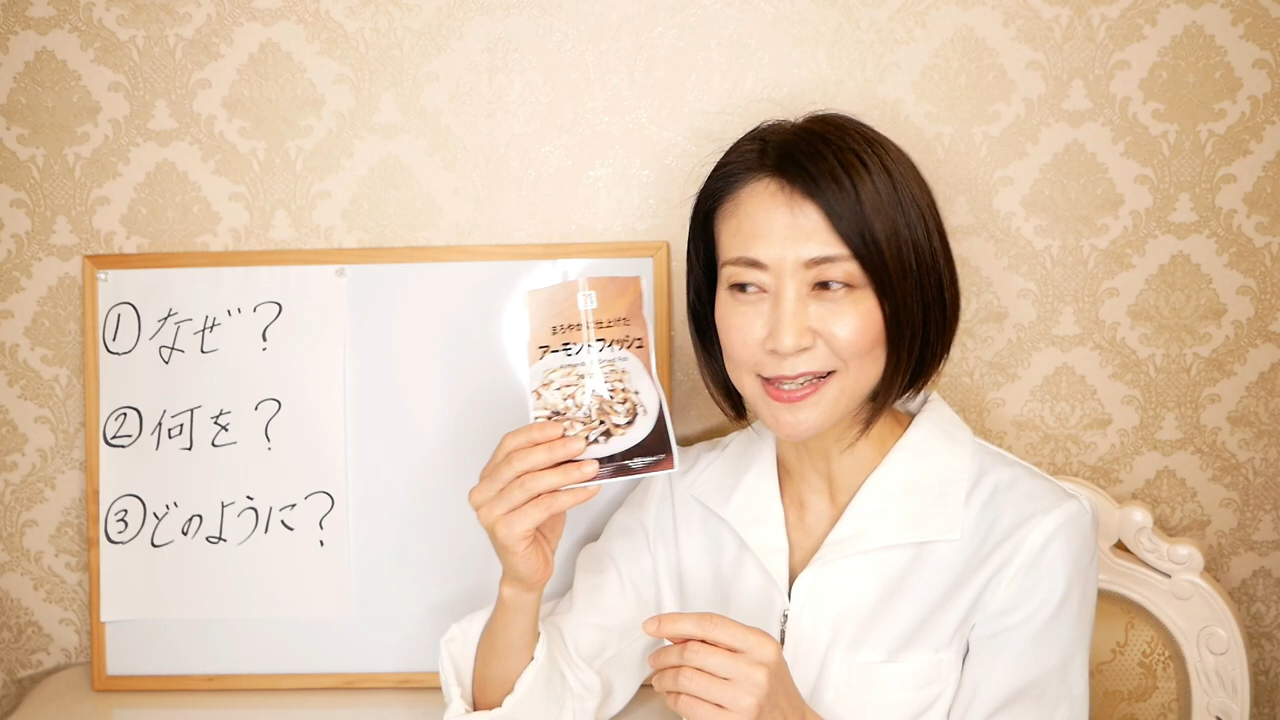 ①なぜ？
②何を？
③どのように？
アーモンドフィッシュ